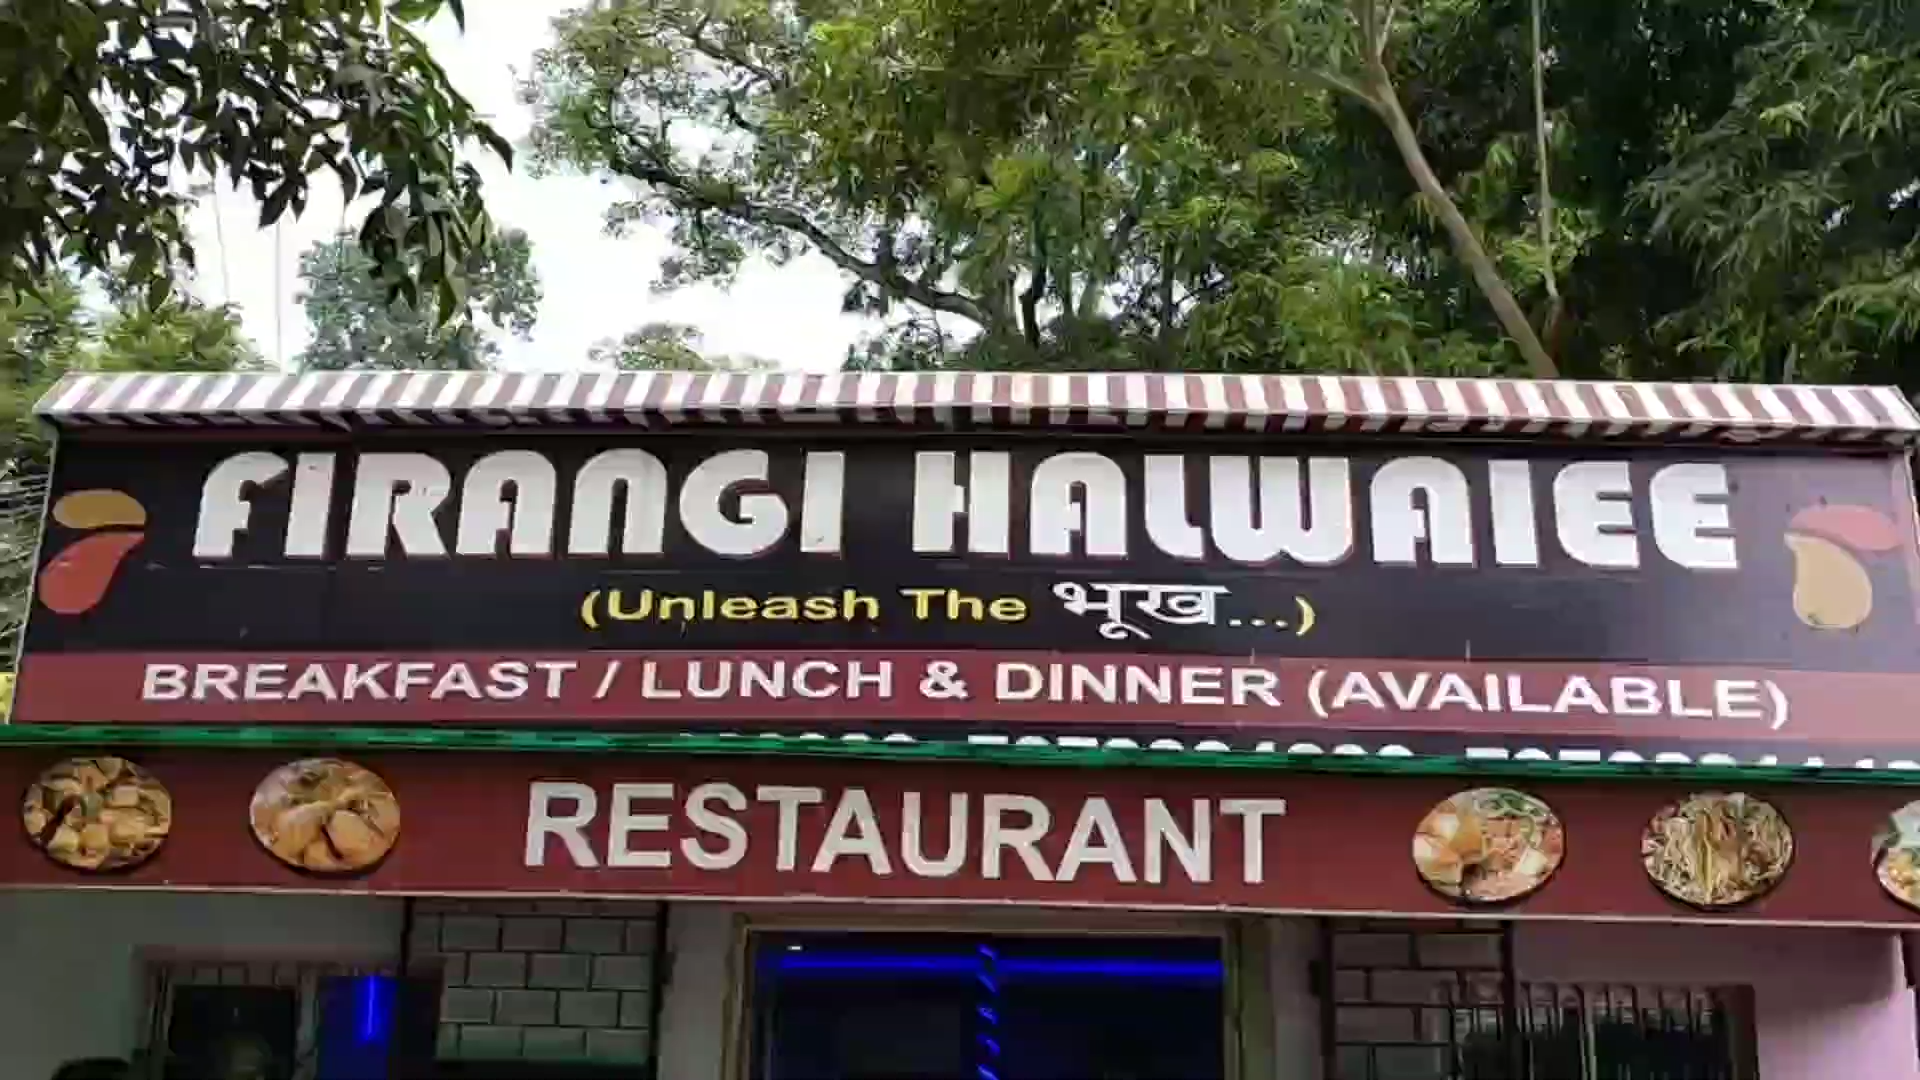 FIRANGI HALWAIEE
(Unleash The भूख...)
BREAKFAST / LUNCH & DINNER (AVAILABLE)
RESTAURANT